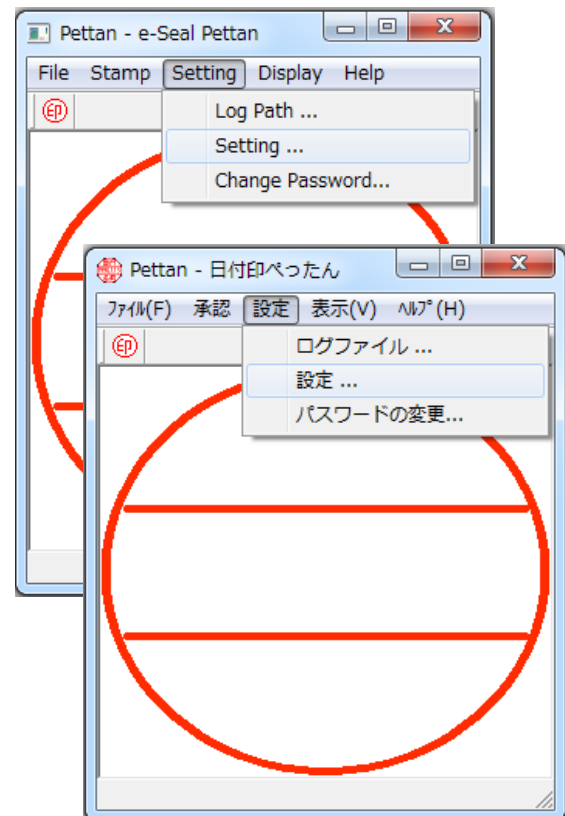 Pettan - e-Seal Pettan
File Stamp Setting Display Help
印
Log Path ...
Setting ...
Change Password...
Pettan - 日付印ぺったん
ﾌｧｲﾙ(F) 承認 設定 表示(V) ﾍﾙﾌﾟ(H)
印
ログファイル ...
設定 ...
パスワードの変更...